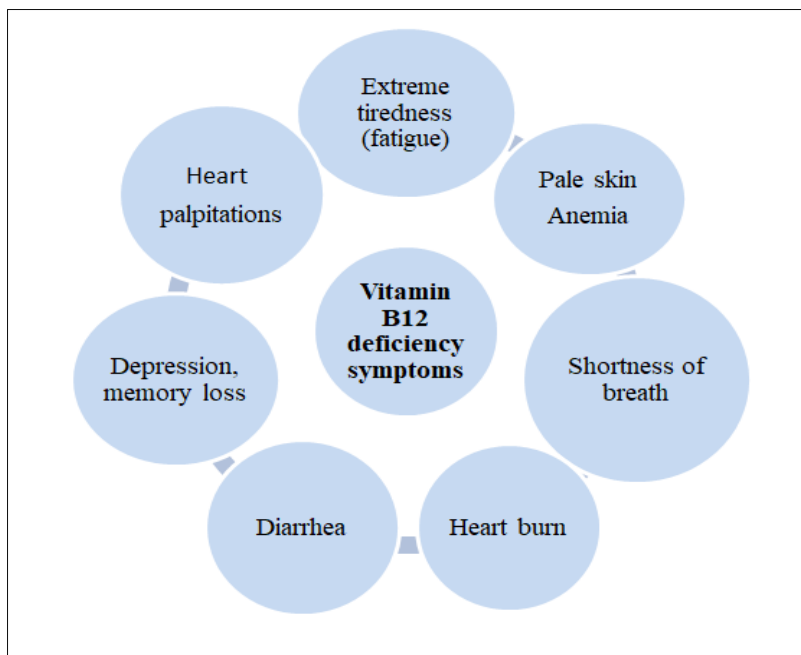 Extreme
tiredness
(fatigue)
Pale skin
Anemia
Shortness of
breath
Heart burn
Diarrhea
Depression,
memory loss
Heart
palpitations
Vitamin
B12
deficiency
symptoms